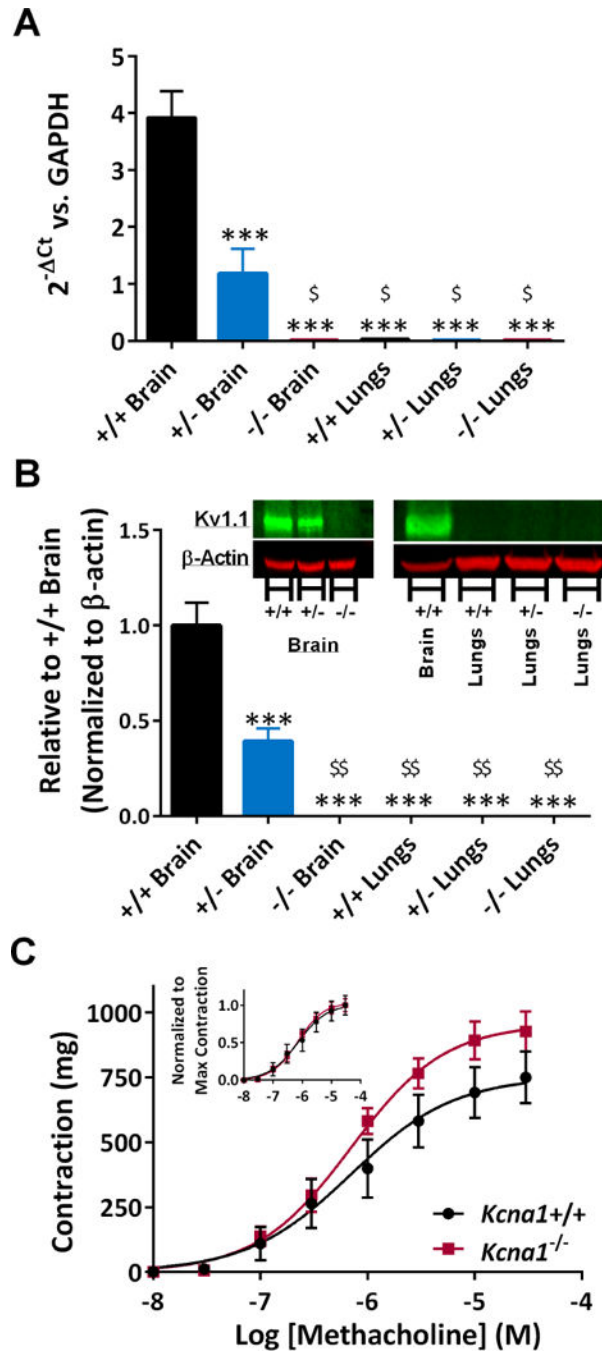 A
2^-ΔCt vs. GAPDH
5
4
3
2
1
0
***
$
$
$
$
***
***
***
***
+/+ Brain
+/- Brain
-/- Brain
+/+ Lungs
+/- Lungs
-/- Lungs
B
Relative to +/+ Brain
(Normalized to β-actin)
1.5
1.0
0.5
0.0
Kv1.1
β-Actin
+/+ +/- -/-
Brain
+/+ +/+ +/- -/-
Brain
Lungs
Lungs
Lungs
***
$$
$$
$$
$$
***
***
***
***
+/+ Brain
+/- Brain
-/- Brain
+/+ Lungs
+/- Lungs
-/- Lungs
C
Contraction (mg)
1000
750
500
250
0
Normalized to
Max Contraction
1.0
0.5
0.0
-8 -7 -6 -5 -4
Kcna1+/+
Kcna1-/-
-8 -7 -6 -5 -4
Log [Methacholine] (M)